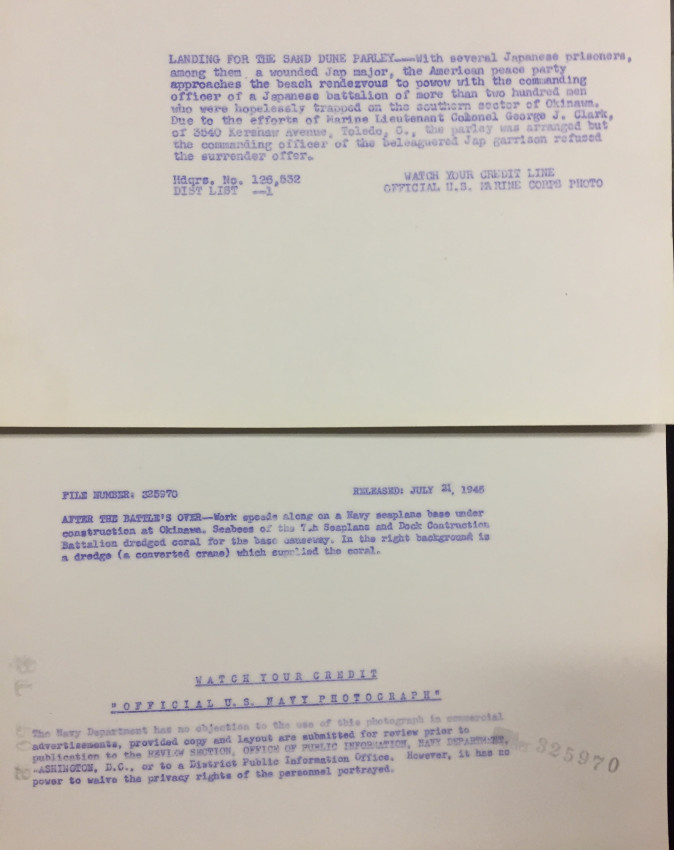 LANDING FOR THE SAND DUNE PARLEY---With several Japanese prisoners,
among them a wounded Jap major, the American peace party
approaches the beach rendezvous to powow with the commanding
officer of a Japanese battalion of more than two hundred men
who were hopelessly trapped on the southern sector of Okinawa.
Due to the efforts of Marine Lieutenant Colonel George J. Clark,
of 3540 Kershaw Avenue, Toledo, O., the parley was arranged but
the commanding officer of the beleaguered Jap garrison refused
the surrender offer.
Hdqrs. No. 126,532
DIST LIST --1
WATCH YOUR CREDIT LINE
OFFICIAL U.S. MARINE CORPS PHOTO
FILE NUMBER: 325970
RELEASED: JULY 21, 1945
AFTER THE BATTLE'S OVER--Work speeds along on a Navy seaplane base under
construction at Okinawa. Seabees of the 7th Seaplane and Dock Contruction
Battalion dredged coral for the base causeway. In the right background is
a dredge (a converted crane) which supplied the coral.
WATCH YOUR CREDIT
"OFFICIAL U.S. NAVY PHOTOGRAPH"
The Navy Department has no objection to the use of this photograph in commercial
advertisements, provided copy and layout are submitted for review prior to
publication to the REVIEW SECTION, OFFICE OF PUBLIC INFORMATION, NAVY DEPARTMENT,
WASHINGTON, D.C., or to a District Public Information Office. However, it has no
power to waive the privacy rights of the personnel portrayed.
325970